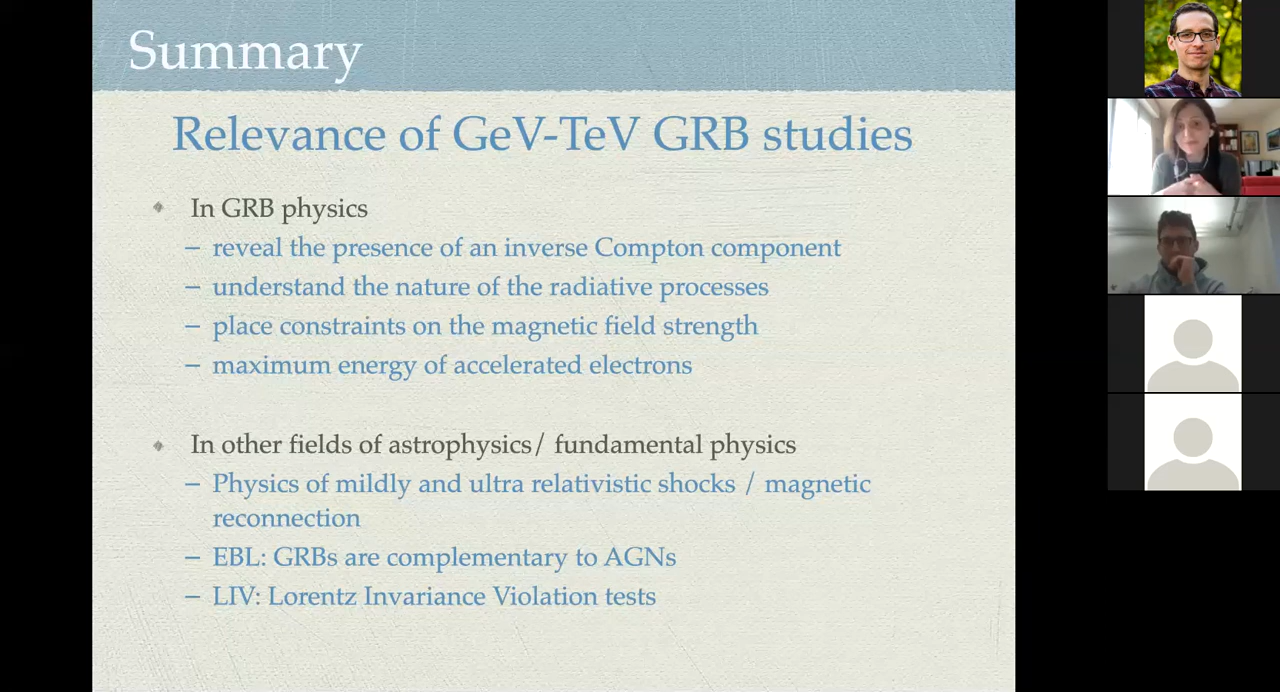 Summary
Relevance of GeV-TeV GRB studies
In GRB physics
– reveal the presence of an inverse Compton component
– understand the nature of the radiative processes
– place constraints on the magnetic field strength
– maximum energy of accelerated electrons
In other fields of astrophysics/ fundamental physics
– Physics of mildly and ultra relativistic shocks / magnetic
reconnection
– EBL: GRBs are complementary to AGNs
– LIV: Lorentz Invariance Violation tests